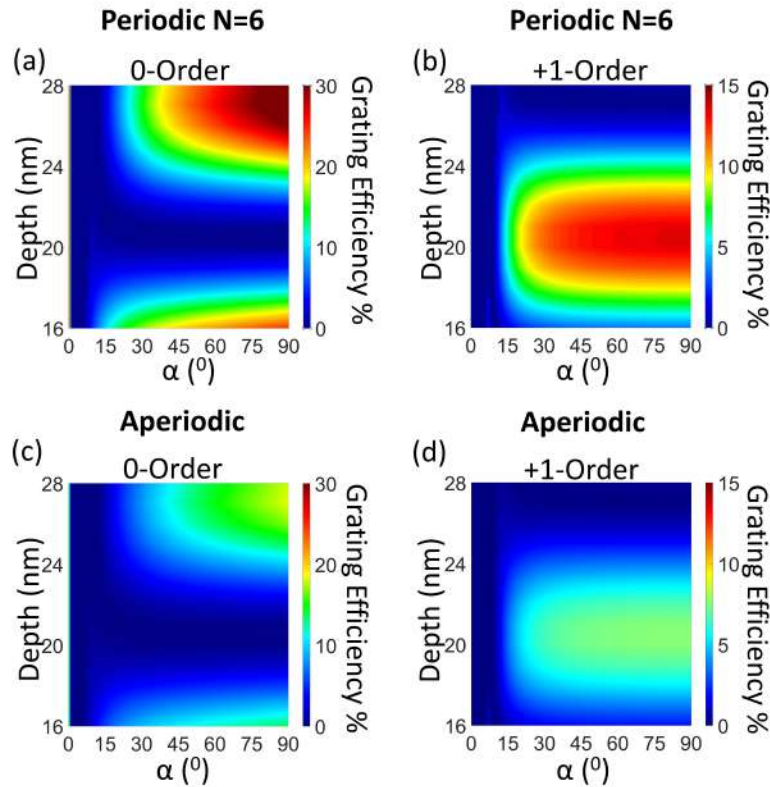 Periodic N=6
(a)
0-Order
Depth (nm)
28
24
20
16
0 15 30 45 60 75 90
α (⁰)
30
20
10
0
Grating Efficiency %
Periodic N=6
(b)
+1-Order
Depth (nm)
28
24
20
16
0 15 30 45 60 75 90
α (⁰)
15
10
5
0
Grating Efficiency %
Aperiodic
(c)
0-Order
Depth (nm)
28
24
20
16
0 15 30 45 60 75 90
α (⁰)
30
20
10
0
Grating Efficiency %
Aperiodic
(d)
+1-Order
Depth (nm)
28
24
20
16
0 15 30 45 60 75 90
α (⁰)
15
10
5
0
Grating Efficiency %